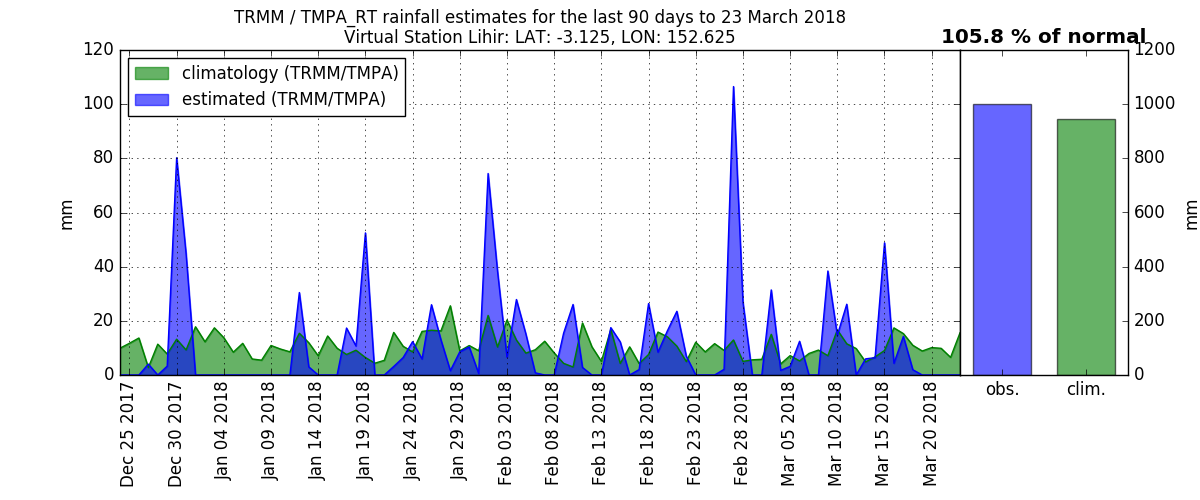 TRMM / TMPA_RT rainfall estimates for the last 90 days to 23 March 2018
Virtual Station Lihir: LAT: -3.125, LON: 152.625
105.8 % of normal
climatology (TRMM/TMPA)
estimated (TRMM/TMPA)
mm
120
100
80
60
40
20
0
Dec 25 2017
Dec 30 2017
Jan 04 2018
Jan 09 2018
Jan 14 2018
Jan 19 2018
Jan 24 2018
Jan 29 2018
Feb 03 2018
Feb 08 2018
Feb 13 2018
Feb 18 2018
Feb 23 2018
Feb 28 2018
Mar 05 2018
Mar 10 2018
Mar 15 2018
Mar 20 2018
1200
1000
800
600
400
200
0
mm
obs.
clim.